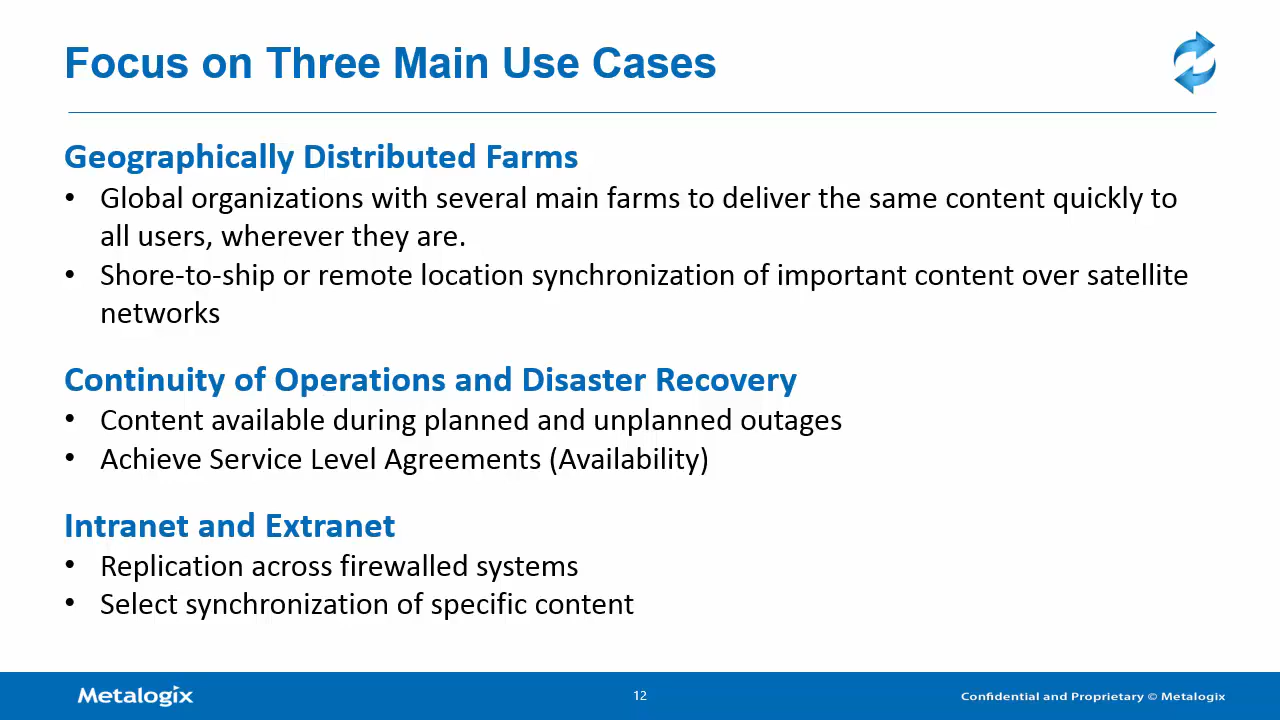 Focus on Three Main Use Cases
Geographically Distributed Farms
• Global organizations with several main farms to deliver the same content quickly to
all users, wherever they are.
• Shore-to-ship or remote location synchronization of important content over satellite
networks
Continuity of Operations and Disaster Recovery
• Content available during planned and unplanned outages
• Achieve Service Level Agreements (Availability)
Intranet and Extranet
• Replication across firewalled systems
• Select synchronization of specific content
Metalogix
12
Confidential and Proprietary © Metalogix